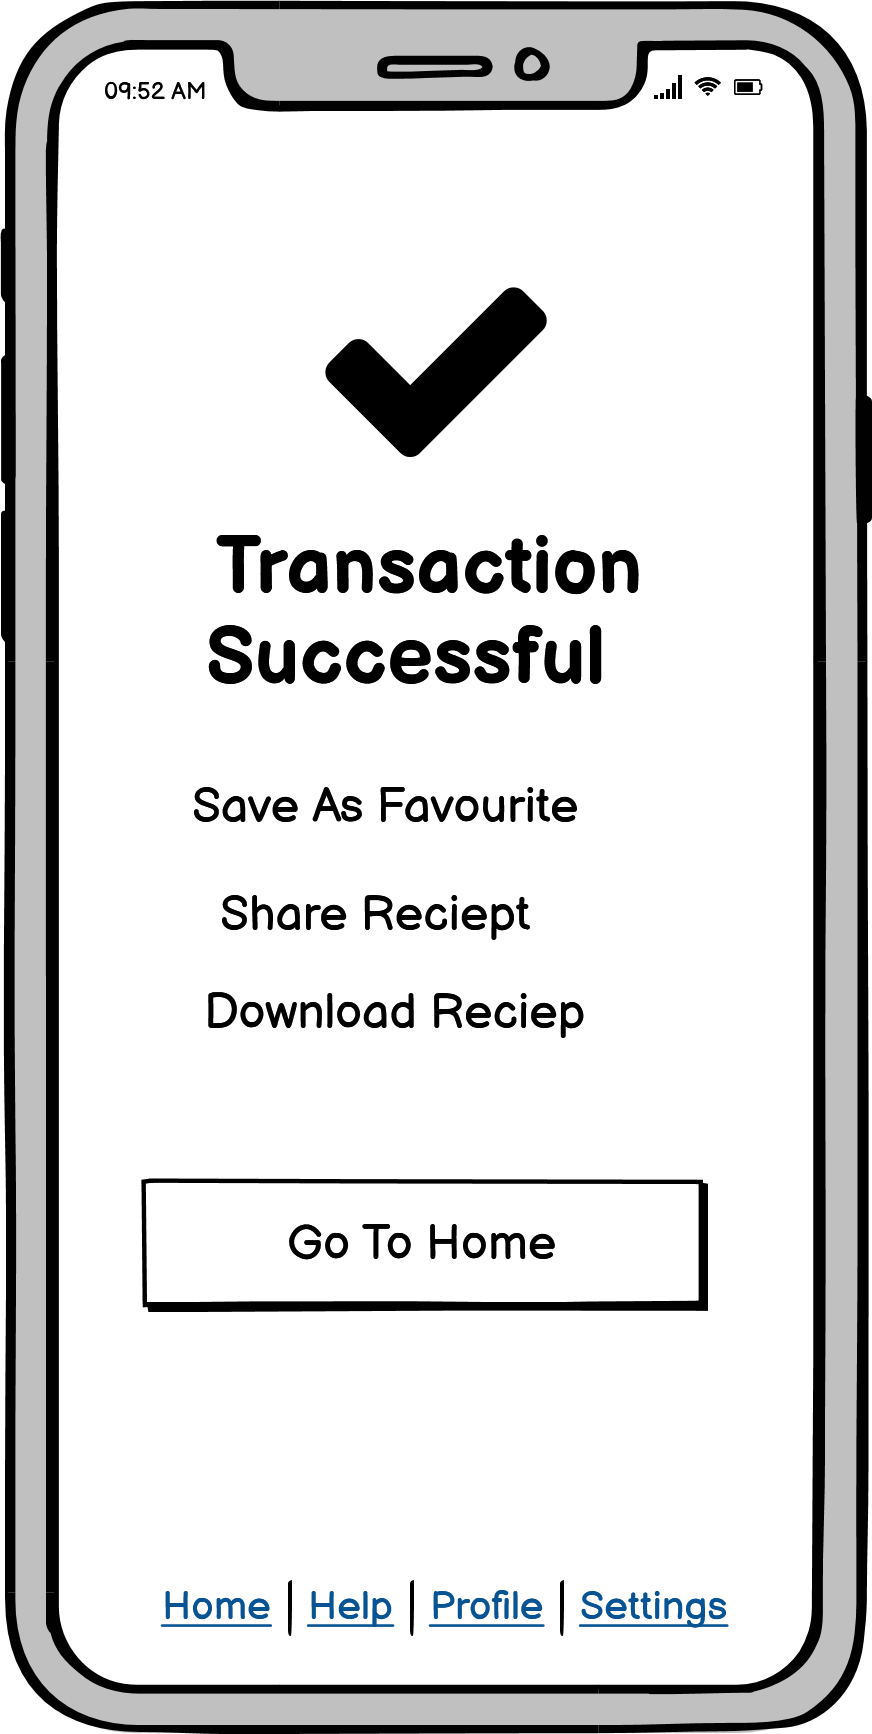 09:52 AM
Transaction
Successful
Save As Favourite
Share Reciept
Download Reciep
Go To Home
Home | Help | Profile | Settings